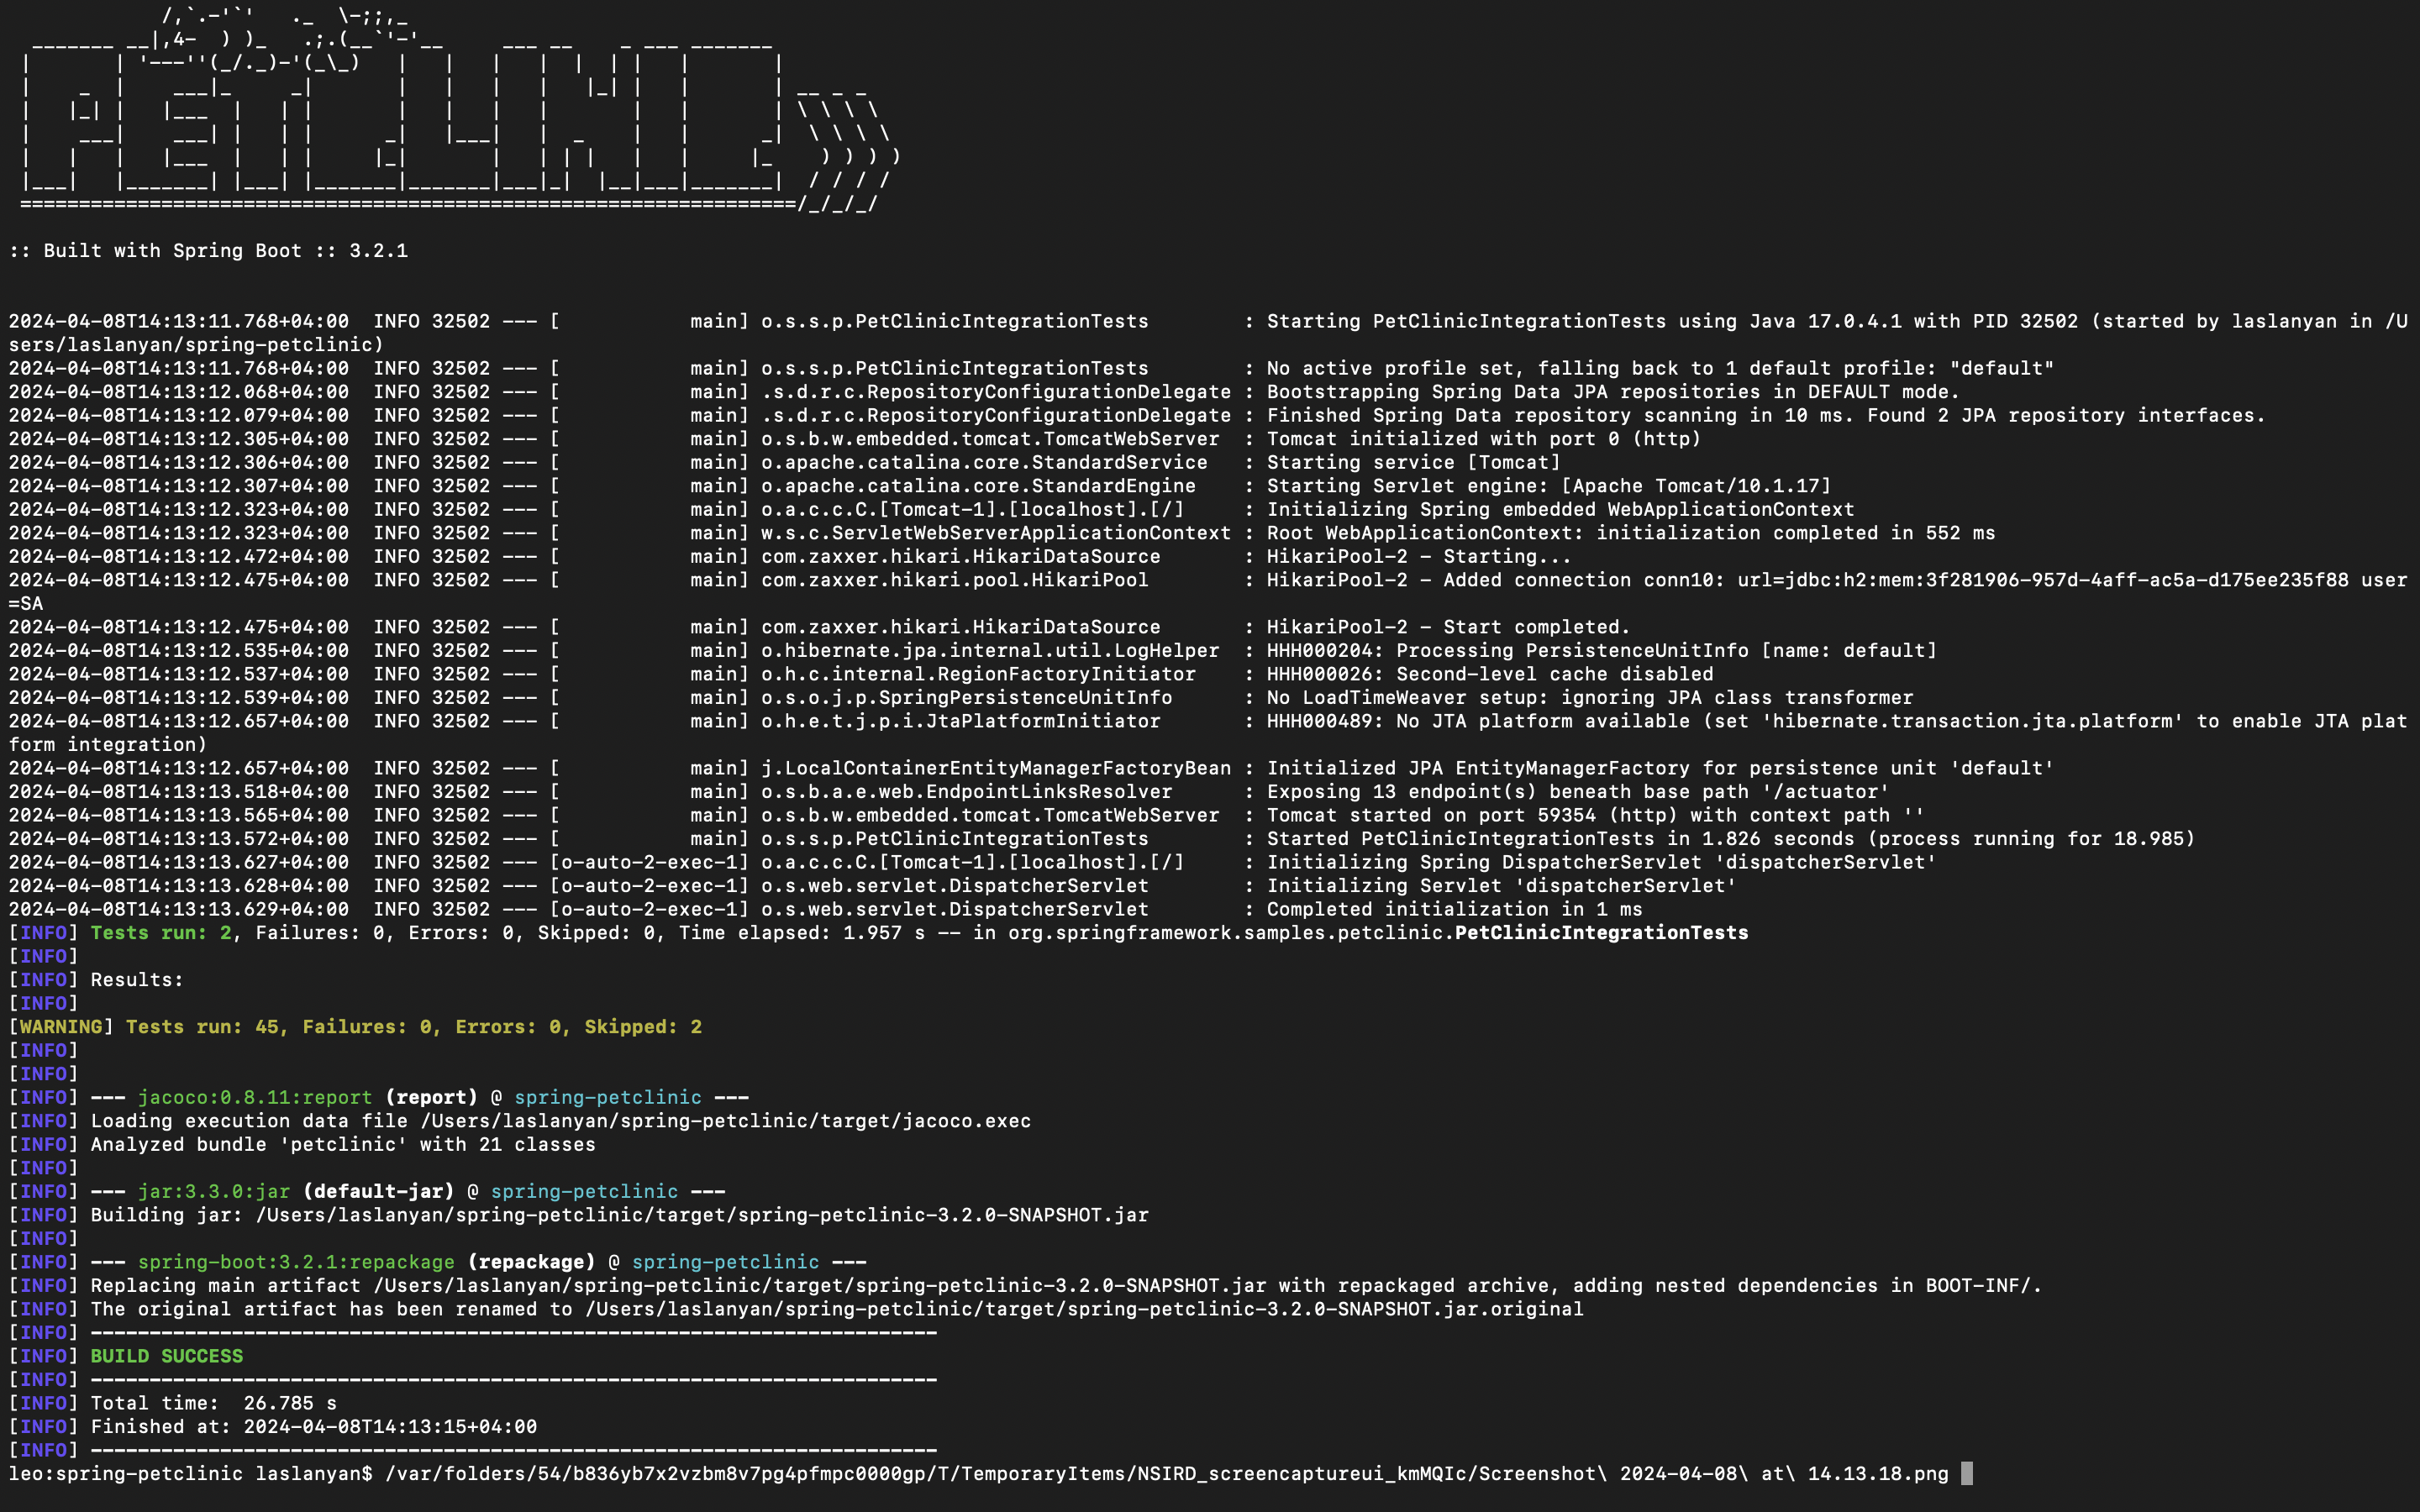 /,`.-'`'   ._  \-;;,_
  _______ __|,4-  ) )_   .;.(__`'-'__     ___ __    _ ___ _______
 |       | '---''(_/._)-'(_\_)   |   |   |   |  |  | |   |       |
 |    _  |    ___|_     _|       |   |   |   |   |_| |   |       | __ _ _
 |   |_| |   |___  |   | |       |   |   |   |       |   |       | \ \ \ \
 |    ___|    ___| |   | |      _|   |___|   |  _    |   |      _|  \ \ \ \
 |   |   |   |___  |   | |     |_|       |   | | |   |   |     |_    ) ) ) )
 |___|   |_______| |___| |_______|_______|___|_|  |__|___|_______|  / / / /
 ==================================================================/_/_/_/
:: Built with Spring Boot :: 3.2.1
2024-04-08T14:13:11.768+04:00  INFO 32502 --- [           main] o.s.s.p.PetClinicIntegrationTests        : Starting PetClinicIntegrationTests using Java 17.0.4.1 with PID 32502 (started by laslanyan in /U
sers/laslanyan/spring-petclinic)
2024-04-08T14:13:11.768+04:00  INFO 32502 --- [           main] o.s.s.p.PetClinicIntegrationTests        : No active profile set, falling back to 1 default profile: "default"
2024-04-08T14:13:12.068+04:00  INFO 32502 --- [           main] .s.d.r.c.RepositoryConfigurationDelegate : Bootstrapping Spring Data JPA repositories in DEFAULT mode.
2024-04-08T14:13:12.079+04:00  INFO 32502 --- [           main] .s.d.r.c.RepositoryConfigurationDelegate : Finished Spring Data repository scanning in 10 ms. Found 2 JPA repository interfaces.
2024-04-08T14:13:12.305+04:00  INFO 32502 --- [           main] o.s.b.w.embedded.tomcat.TomcatWebServer  : Tomcat initialized with port 0 (http)
2024-04-08T14:13:12.306+04:00  INFO 32502 --- [           main] o.apache.catalina.core.StandardService   : Starting service [Tomcat]
2024-04-08T14:13:12.307+04:00  INFO 32502 --- [           main] o.apache.catalina.core.StandardEngine    : Starting Servlet engine: [Apache Tomcat/10.1.17]
2024-04-08T14:13:12.323+04:00  INFO 32502 --- [           main] o.a.c.c.C.[Tomcat-1].[localhost].[/]     : Initializing Spring embedded WebApplicationContext
2024-04-08T14:13:12.323+04:00  INFO 32502 --- [           main] w.s.c.ServletWebServerApplicationContext : Root WebApplicationContext: initialization completed in 552 ms
2024-04-08T14:13:12.472+04:00  INFO 32502 --- [           main] com.zaxxer.hikari.HikariDataSource       : HikariPool-2 - Starting...
2024-04-08T14:13:12.475+04:00  INFO 32502 --- [           main] com.zaxxer.hikari.pool.HikariPool        : HikariPool-2 - Added connection conn10: url=jdbc:h2:mem:3f281906-957d-4aff-ac5a-d175ee235f88 user
=SA
2024-04-08T14:13:12.475+04:00  INFO 32502 --- [           main] com.zaxxer.hikari.HikariDataSource       : HikariPool-2 - Start completed.
2024-04-08T14:13:12.535+04:00  INFO 32502 --- [           main] o.hibernate.jpa.internal.util.LogHelper  : HHH000204: Processing PersistenceUnitInfo [name: default]
2024-04-08T14:13:12.537+04:00  INFO 32502 --- [           main] o.h.c.internal.RegionFactoryInitiator    : HHH000026: Second-level cache disabled
2024-04-08T14:13:12.539+04:00  INFO 32502 --- [           main] o.s.o.j.p.SpringPersistenceUnitInfo      : No LoadTimeWeaver setup: ignoring JPA class transformer
2024-04-08T14:13:12.657+04:00  INFO 32502 --- [           main] o.h.e.t.j.p.i.JtaPlatformInitiator       : HHH000489: No JTA platform available (set 'hibernate.transaction.jta.platform' to enable JTA plat
form integration)
2024-04-08T14:13:12.657+04:00  INFO 32502 --- [           main] j.LocalContainerEntityManagerFactoryBean : Initialized JPA EntityManagerFactory for persistence unit 'default'
2024-04-08T14:13:13.518+04:00  INFO 32502 --- [           main] o.s.b.a.e.web.EndpointLinksResolver      : Exposing 13 endpoint(s) beneath base path '/actuator'
2024-04-08T14:13:13.565+04:00  INFO 32502 --- [           main] o.s.b.w.embedded.tomcat.TomcatWebServer  : Tomcat started on port 59354 (http) with context path ''
2024-04-08T14:13:13.572+04:00  INFO 32502 --- [           main] o.s.s.p.PetClinicIntegrationTests        : Started PetClinicIntegrationTests in 1.826 seconds (process running for 18.985)
2024-04-08T14:13:13.627+04:00  INFO 32502 --- [o-auto-2-exec-1] o.a.c.c.C.[Tomcat-1].[localhost].[/]     : Initializing Spring DispatcherServlet 'dispatcherServlet'
2024-04-08T14:13:13.628+04:00  INFO 32502 --- [o-auto-2-exec-1] o.s.web.servlet.DispatcherServlet        : Initializing Servlet 'dispatcherServlet'
2024-04-08T14:13:13.629+04:00  INFO 32502 --- [o-auto-2-exec-1] o.s.web.servlet.DispatcherServlet        : Completed initialization in 1 ms
[INFO] Tests run: 2, Failures: 0, Errors: 0, Skipped: 0, Time elapsed: 1.957 s -- in org.springframework.samples.petclinic.PetClinicIntegrationTests
[INFO]
[INFO] Results:
[INFO]
[WARNING] Tests run: 45, Failures: 0, Errors: 0, Skipped: 2
[INFO]
[INFO]
[INFO] --- jacoco:0.8.11:report (report) @ spring-petclinic ---
[INFO] Loading execution data file /Users/laslanyan/spring-petclinic/target/jacoco.exec
[INFO] Analyzed bundle 'petclinic' with 21 classes
[INFO]
[INFO] --- jar:3.3.0:jar (default-jar) @ spring-petclinic ---
[INFO] Building jar: /Users/laslanyan/spring-petclinic/target/spring-petclinic-3.2.0-SNAPSHOT.jar
[INFO]
[INFO] --- spring-boot:3.2.1:repackage (repackage) @ spring-petclinic ---
[INFO] Replacing main artifact /Users/laslanyan/spring-petclinic/target/spring-petclinic-3.2.0-SNAPSHOT.jar with repackaged archive, adding nested dependencies in BOOT-INF/.
[INFO] The original artifact has been renamed to /Users/laslanyan/spring-petclinic/target/spring-petclinic-3.2.0-SNAPSHOT.jar.original
[INFO] ------------------------------------------------------------------------
[INFO] BUILD SUCCESS
[INFO] ------------------------------------------------------------------------
[INFO] Total time:  26.785 s
[INFO] Finished at: 2024-04-08T14:13:15+04:00
[INFO] ------------------------------------------------------------------------
leo:spring-petclinic laslanyan$ /var/folders/54/b836yb7x2vzbm8v7pg4pfmpc0000gp/T/TemporaryItems/NSIRD_screencaptureui_kmMQIc/Screenshot\ 2024-04-08\ at\ 14.13.18.png